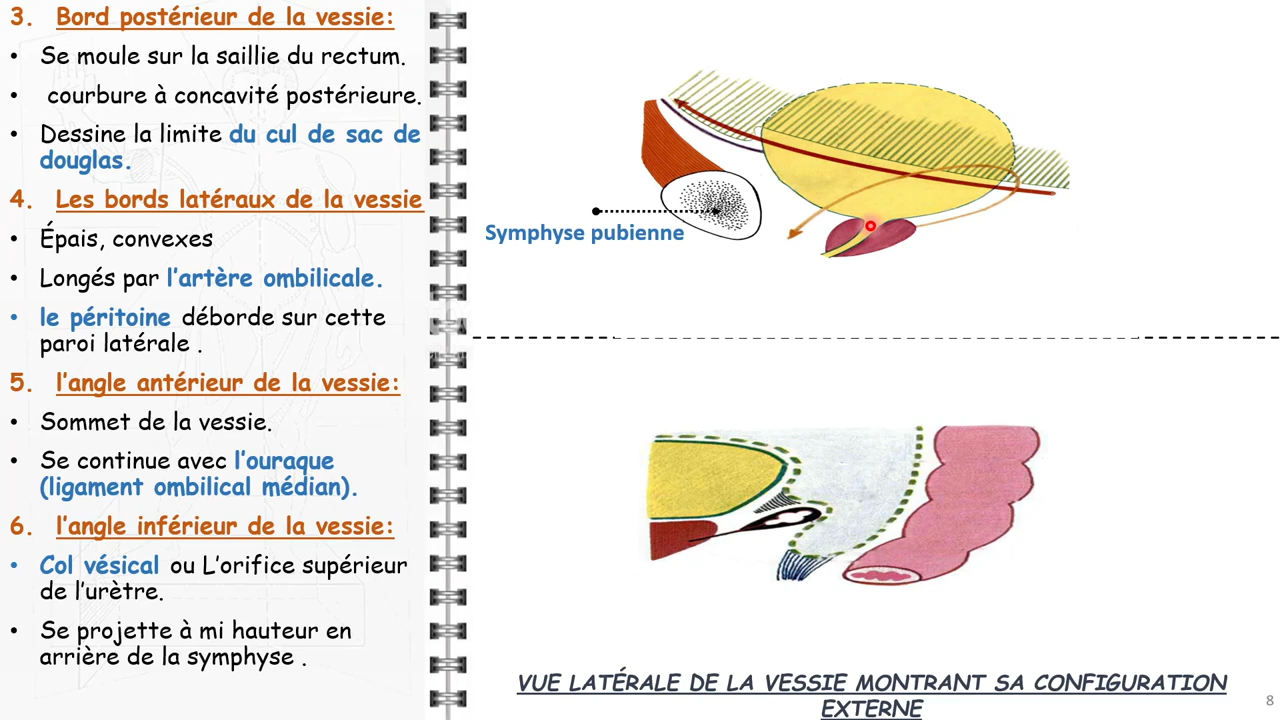 3. Bord postérieur de la vessie:
• Se moule sur la saillie du rectum.
• courbure à concavité postérieure.
• Dessine la limite du cul de sac de
douglas.
4. Les bords latéraux de la vessie
• Épais, convexes
• Longés par l’artère ombilicale.
• le péritoine déborde sur cette
paroi latérale .
5. l’angle antérieur de la vessie:
• Sommet de la vessie.
• Se continue avec l’ouraque
(ligament ombilical médian).
6. l’angle inférieur de la vessie:
• Col vésical ou L’orifice supérieur
de l’urètre.
• Se projette à mi hauteur en
arrière de la symphyse .
Symphyse pubienne
VUE LATÉRALE DE LA VESSIE MONTRANT SA CONFIGURATION
EXTERNE
8